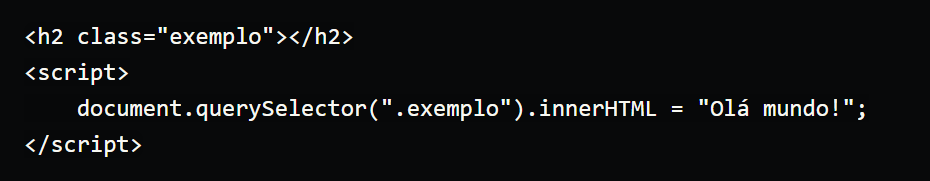 <h2 class="exemplo"></h2>
<script>
    document.querySelector(".exemplo").innerHTML = "Olá mundo!";
</script>